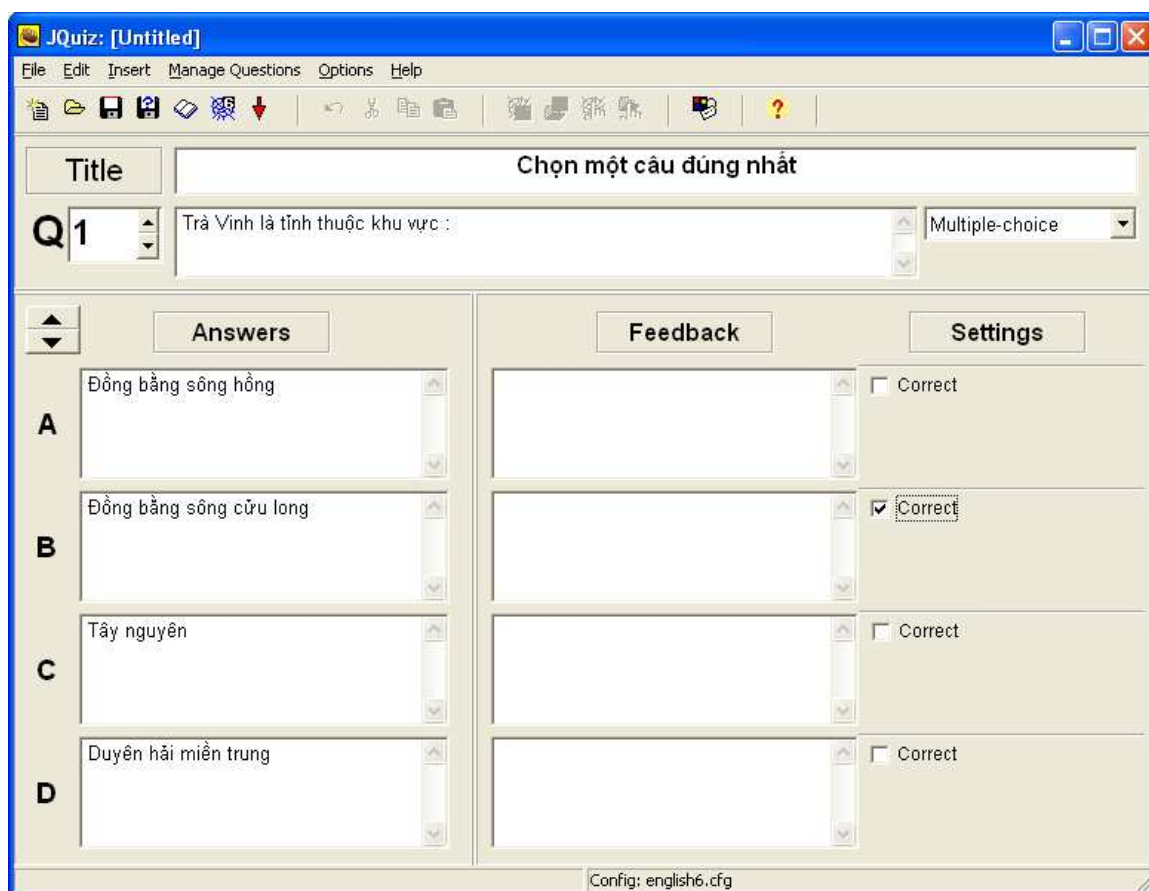 JQuiz: [Untitled]
File Edit Insert Manage Questions Options Help
Title
Chọn một câu đúng nhất
Q 1
Trà Vinh là tỉnh thuộc khu vực :
Multiple-choice
Answers
Feedback
Settings
A
Đồng bằng sông hồng
Correct
B
Đồng bằng sông cửu long
Correct
C
Tây nguyên
Correct
D
Duyên hải miền trung
Correct
Config: english6.cfg